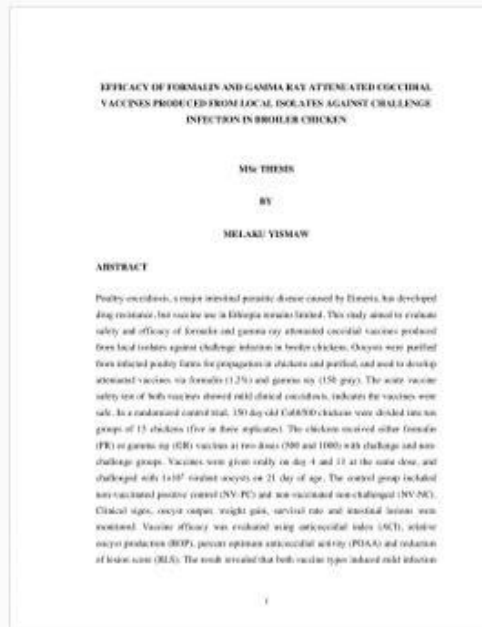 EFFICACY OF FORMALIN AND GAMMA RAY ATTENUATED COCCIDIAL
VACCINES PRODUCED FROM LOCAL ISOLATES AGAINST CHALLENGE
INFECTION IN BROILER CHICKEN
MSc THESIS
BY
MELAKU YISMAW
ABSTRACT
Poultry coccidiosis, a major intestinal parasitic disease caused by Eimeria, has developed
drug resistance, but vaccine use in Ethiopia remains limited. This study aimed to evaluate
safety and efficacy of formalin and gamma ray attenuated coccidial vaccines produced
from local isolates against challenge infection in broiler chickens. Oocysts were purified
from infected poultry farms for propagation in chickens and purified, and used to develop
attenuated vaccines via formalin (1.2%) and gamma ray (150 gray). The acute vaccine
safety test of both vaccines showed mild clinical coccidiosis, indicates the vaccines were
safe. In a randomized control trial, 150 day-old Cobb500 chickens were divided into ten
groups of 15 chickens (five in three replicates). The chickens received either formalin
(FR) or gamma ray (GR) vaccines at two doses (500 and 1000) with challenge and non-
challenge groups. Vaccines were given orally on day 4 and 11 at the same dose, and
challenged with virulent oocysts on 21 day of age. The control group included
non-vaccinated positive control (NV-PC) and non-vaccinated non-challenged (NV-NC).
Clinical signs, oocyst output, weight gain, survival rate and intestinal lesions were
monitored. Vaccine efficacy was evaluated using anticoccidial index (ACI), relative
oocyst production (ROP), percent optimum anticoccidial activity (POAA) and reduction
of lesion score (RLS). The result revealed that both vaccine types induced mild infection